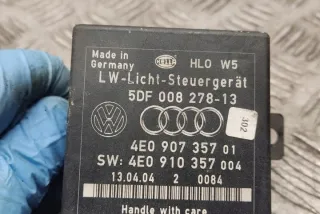 Made in
Germany
HELLA
HLO W5
LW-Licht-Steuergerät
5DF 008 278-13
102
4E0 907 357 01
SW: 4E0 910 357 004
13.04.04 2 0084
Handle with care